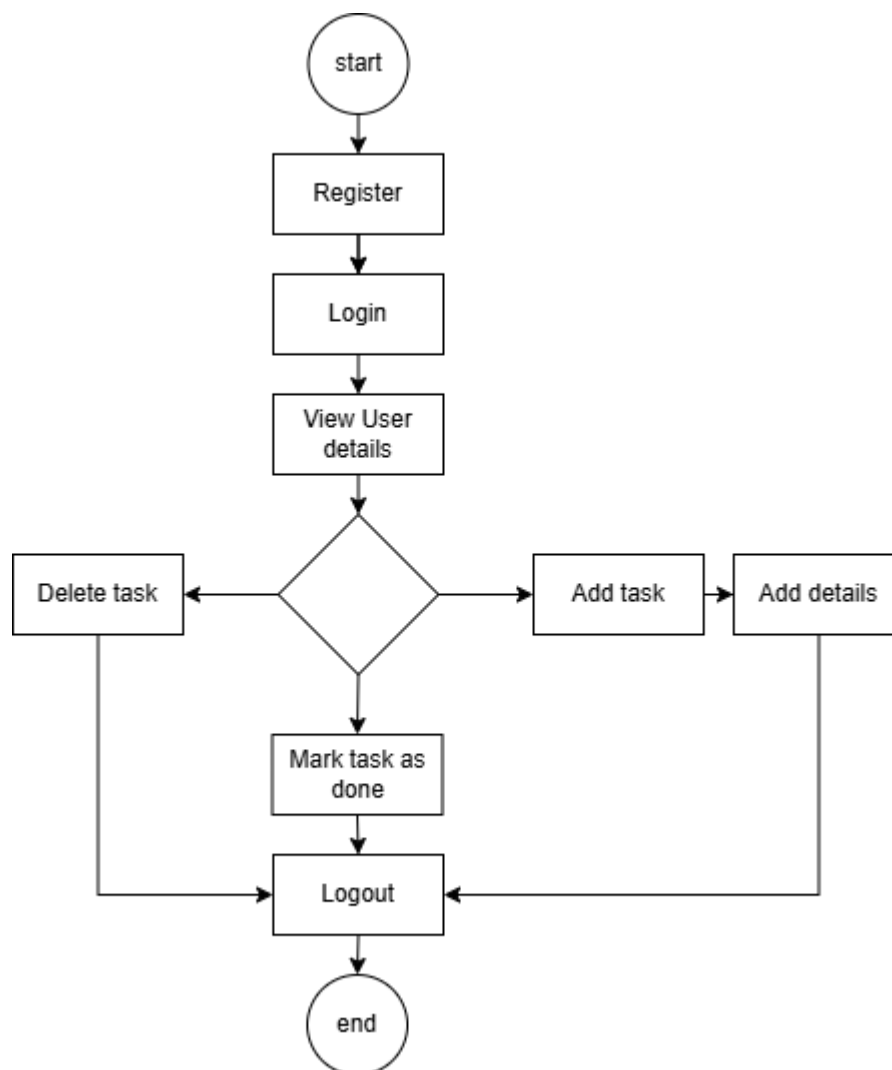 start
Register
Login
View User
details
Delete task
Add task
Add details
Mark task as
done
Logout
end